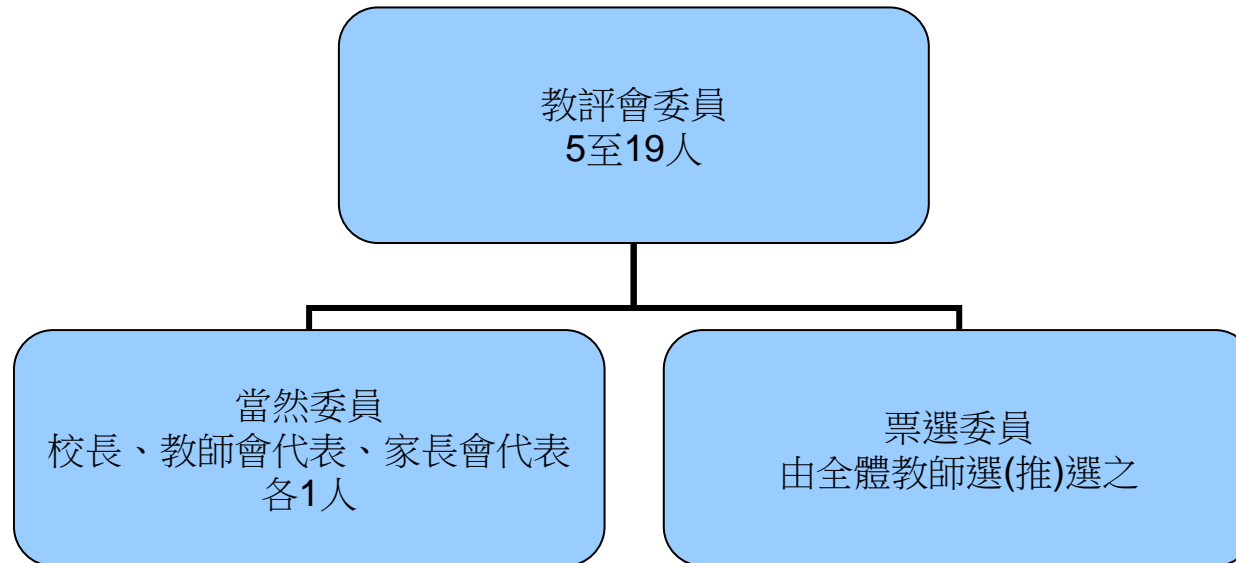 教評會委員
5至19人
當然委員
校長、教師會代表、家長會代表
各1人
票選委員
由全體教師選(推)選之